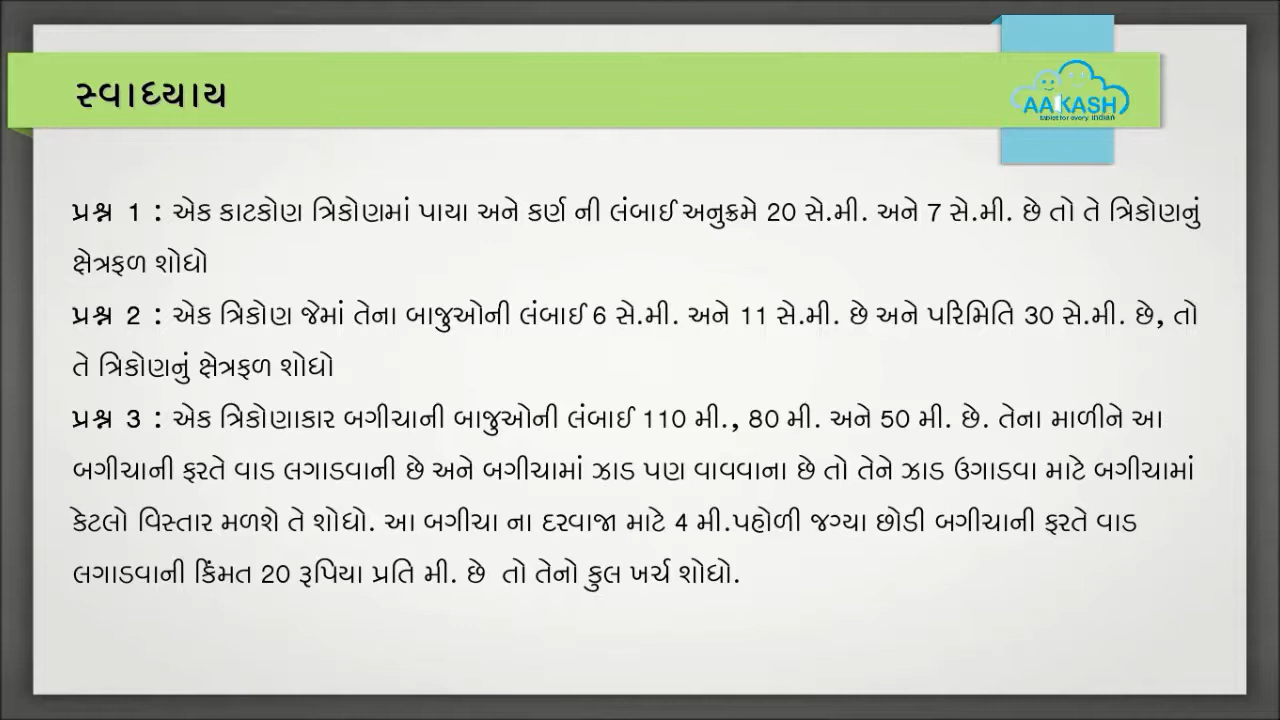 સ્વાધ્યાય
AAKASH
tablet for every INDIAN
પ્રશ્ન 1 : એક કાટકોણ ત્રિકોણમાં પાયા અને કર્ણ ની લંબાઈ અનુક્રમે 20 સે.મી. અને 7 સે.મી. છે તો તે ત્રિકોણનું
ક્ષેત્રફળ શોધો
પ્રશ્ન 2 : એક ત્રિકોણ જેમાં તેના બાજુઓની લંબાઈ 6 સે.મી. અને 11 સે.મી. છે અને પરિમિતિ 30 સે.મી. છે, તો
તે ત્રિકોણનું ક્ષેત્રફળ શોધો
પ્રશ્ન 3 : એક ત્રિકોણાકાર બગીચાની બાજુઓની લંબાઈ 110 મી., 80 મી. અને 50 મી. છે. તેના માળીને આ
બગીચાની ફરતે વાડ લગાડવાની છે અને બગીચામાં ઝાડ પણ વાવવાના છે તો તેને ઝાડ ઉગાડવા માટે બગીચામાં
કેટલો વિસ્તાર મળશે તે શોધો. આ બગીચા ના દરવાજા માટે 4 મી.પહોળી જગ્યા છોડી બગીચાની ફરતે વાડ
લગાડવાની કિંમત 20 રૂપિયા પ્રતિ મી. છે તો તેનો કુલ ખર્ચ શોધો.